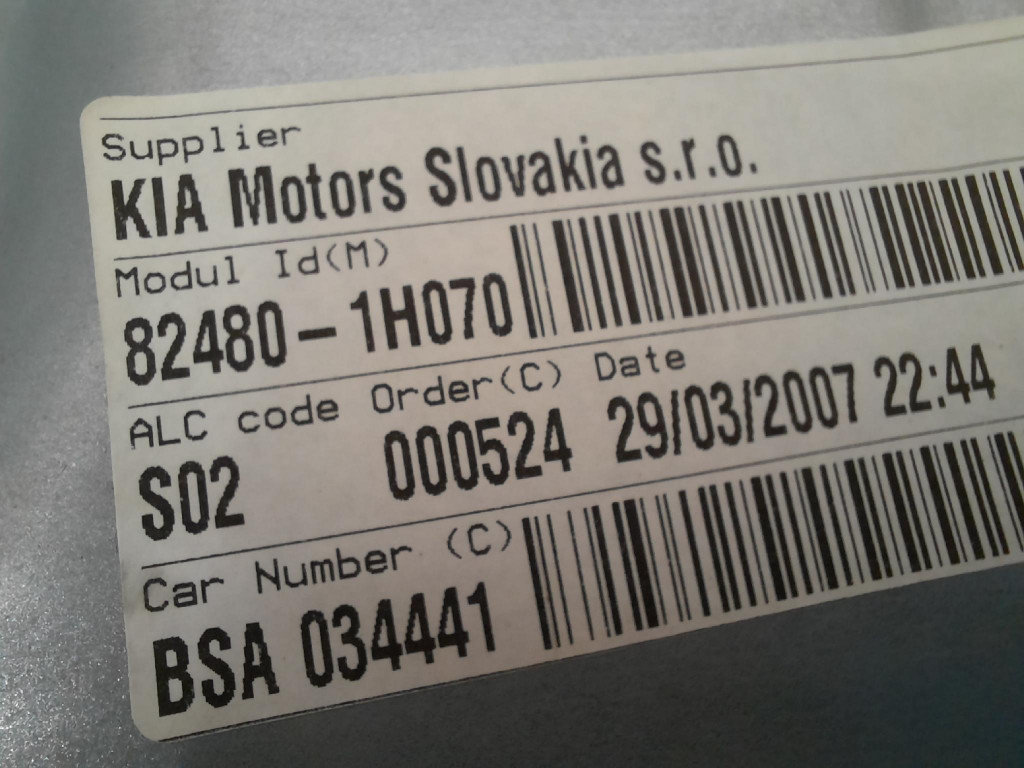 Supplier
KIA Motors Slovakia s.r.o.
Modul Id(M)
82480-1H070
ALC code Order(C) Date
S02 000524 29/03/2007 22:44
Car Number (C)
BSA 034441